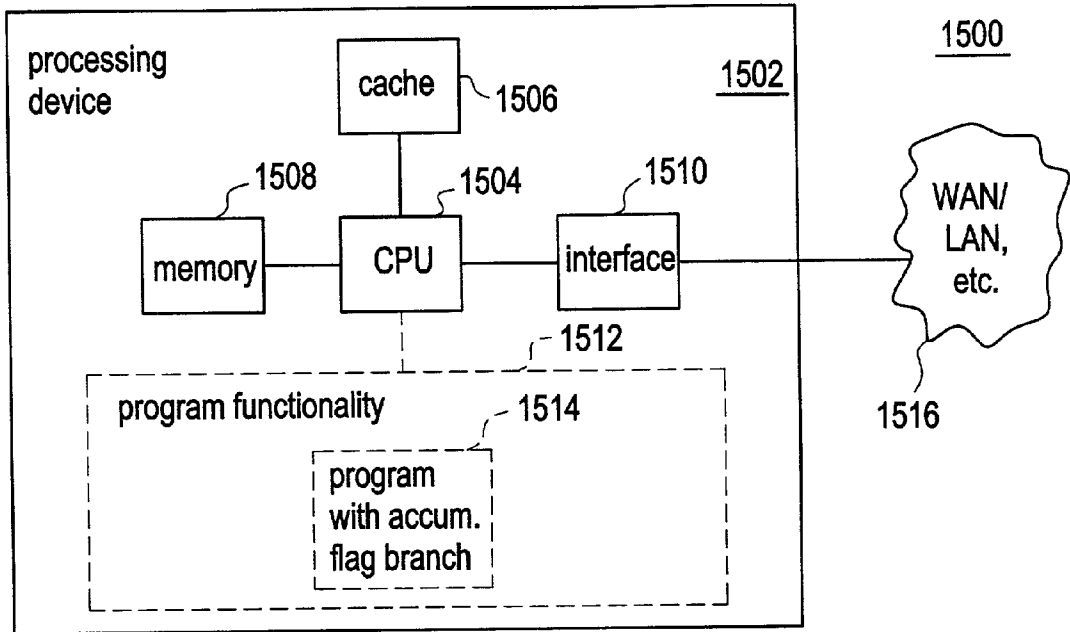 processing
device
cache
1506
1502
1500
1508
1504
1510
memory
CPU
interface
WAN/
LAN,
etc.
1512
program functionality
1514
1516
program
with accum.
flag branch